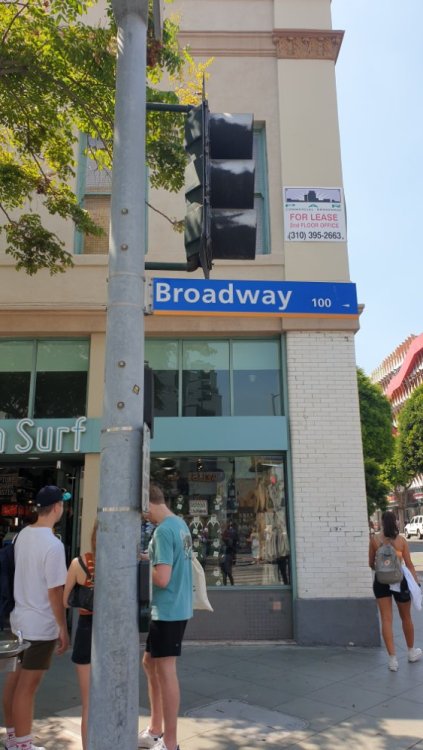 FOR LEASE
2nd FLOOR OFFICE
(310) 395-2663
Broadway 100
Surf